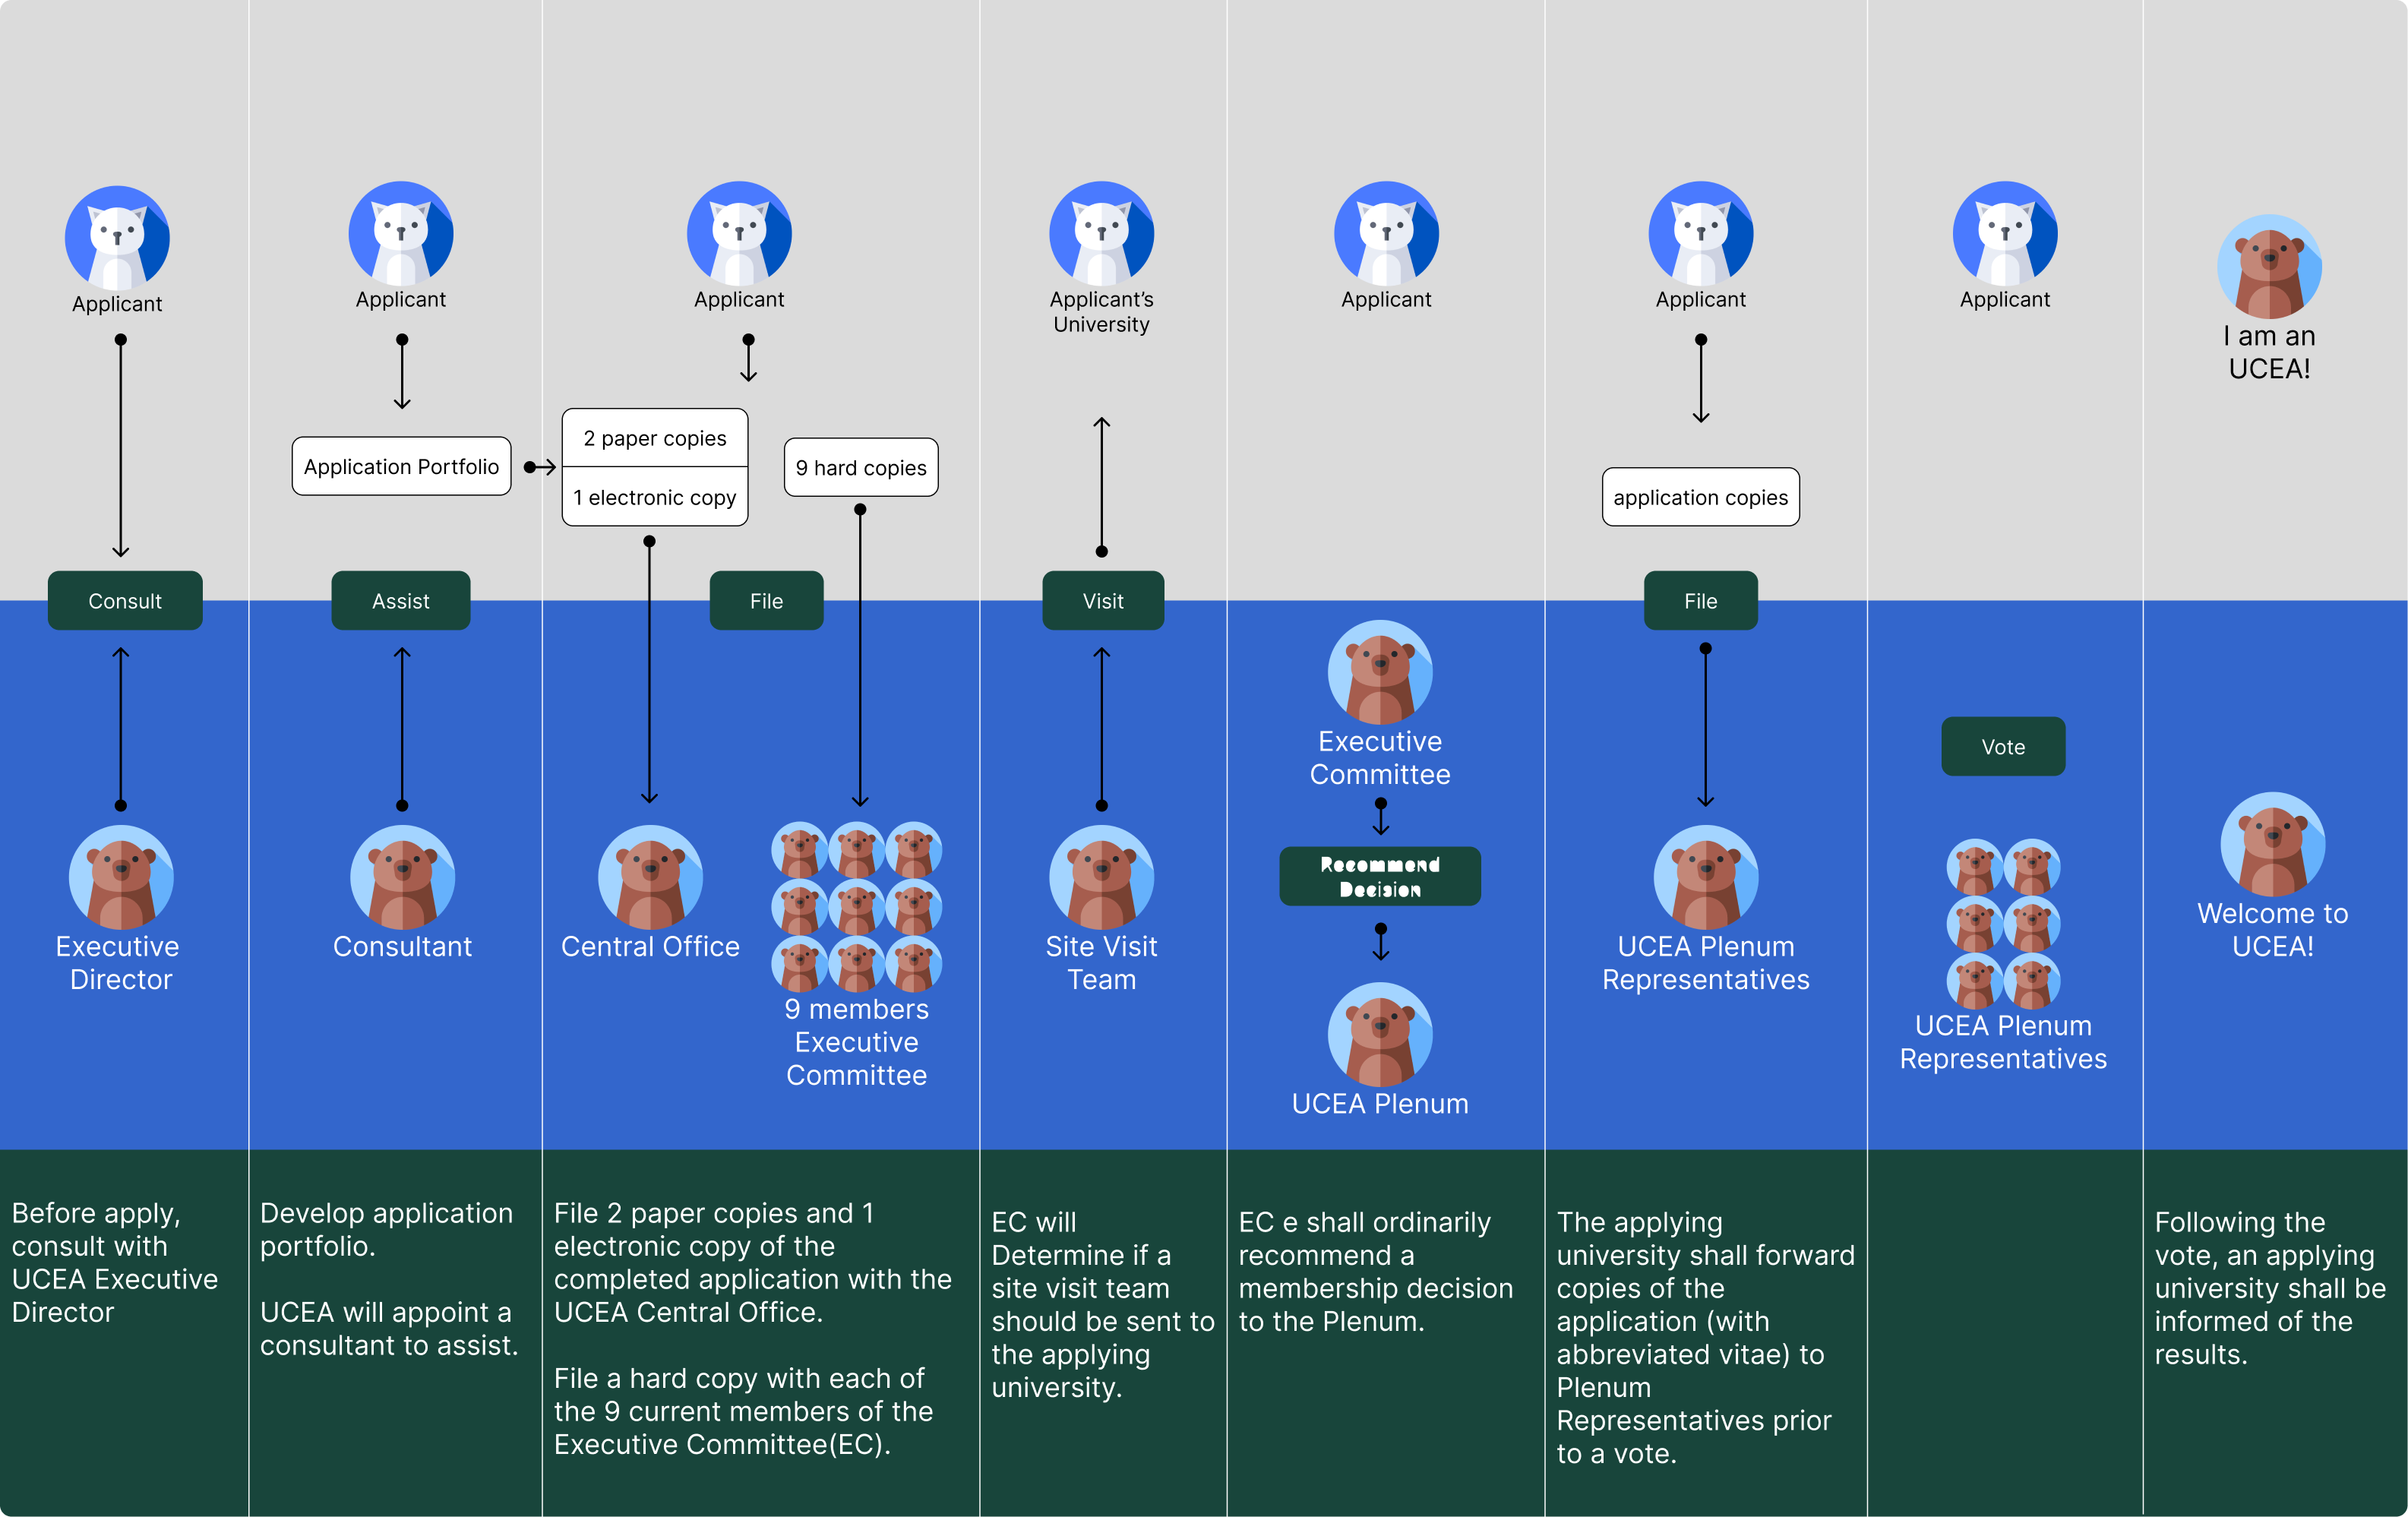 Applicant
Consult
Executive
Director
Before apply,
consult with
UCEA Executive
Director
Applicant
Application Portfolio
Assist
Consultant
Develop application
portfolio.
UCEA will appoint a
consultant to assist.
Applicant
2 paper copies
1 electronic copy
9 hard copies
File
Central Office
9 members
Executive
Committee
File 2 paper copies and 1
electronic copy of the
completed application with the
UCEA Central Office.
File a hard copy with each of
the 9 current members of the
Executive Committee(EC).
Applicant’s
University
Visit
Site Visit
Team
EC will
Determine if a
site visit team
should be sent to
the applying
university.
Applicant
Executive
Committee
Recommend
Decision
UCEA Plenum
EC e shall ordinarily
recommend a
membership decision
to the Plenum.
Applicant
application copies
File
UCEA Plenum
Representatives
The applying
university shall forward
copies of the
application (with
abbreviated vitae) to
Plenum
Representatives prior
to a vote.
Applicant
Vote
UCEA Plenum
Representatives
I am an
UCEA!
Welcome to
UCEA!
Following the
vote, an applying
university shall be
informed of the
results.